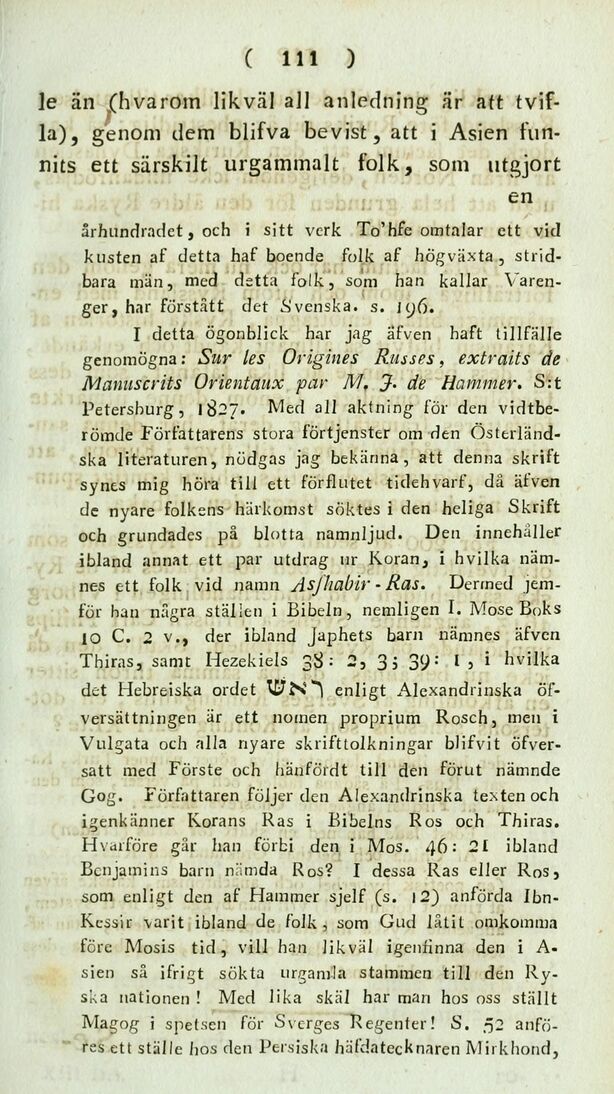 ( 111 )
le än (hvarom likväl all anledning är att tvif-
la), genom dem blifva bevist, att i Asien fun-
nits ett särskilt urgammalt folk, som utgjort
en
århundradet, och i sitt verk To'hfe omtalar ett vid
kusten af detta haf boende folk af högväxta, strid-
bara män, med detta folk, som han kallar Varen-
ger, har förstått det Svenska. s. 196.
I detta ögonblick har jag äfven haft tillfälle
genomögna: Sur les Origines Russes, extraits de
Manuscrits Orientaux par M. J. de Hammer. S:t
Petersburg, 1827. Med all aktning för den vidtbe-
römde Författarens stora förtjenster om den Österländ-
ska literaturen, nödgas jag bekänna, att denna skrift
synes mig höra till ett förflutet tidehvarf, då äfven
de nyare folkens härkomst söktes i den heliga Skrift
och grundades på blotta namnljud. Den innehåller
ibland annat ett par utdrag ur Koran, i hvilka näm-
nes ett folk vid namn Asſhabir-Ras. Dermed jem-
för han några ställen i Bibeln, nemligen I. Mose Boks
10 C. 2 v., der ibland Japhets barn nämnes äfven
Thiras, samt Hezekiels 38: 2, 3; 39: 1, i hvilka
det Hebreiska ordet ראש enligt Alexandrinska öf-
versättningen är ett nomen proprium Rosch, men i
Vulgata och alla nyare skrifttolkningar blifvit öfver-
satt med Förste och hänfördt till den förut nämnde
Gog. Författaren följer den Alexandrinska texten och
igenkänner Korans Ras i Bibelns Ros och Thiras.
Hvarföre går han förbi den i Mos. 46: 21 ibland
Benjamins barn nämda Ros? I dessa Ras eller Ros,
som enligt den af Hammer sjelf (s. 12) anförda Ibn-
Kessir varit ibland de folk, som Gud låtit omkomma
före Mosis tid, vill han likväl igenfinna den i A-
sien så ifrigt sökta urgamla stammen till den Ry-
ska nationen! Med lika skäl har man hos oss ställt
Magog i spetsen för Sverges Regenter! S. 52 anfö-
res ett ställe hos den Persiska häfdatecknaren Mirkhond,